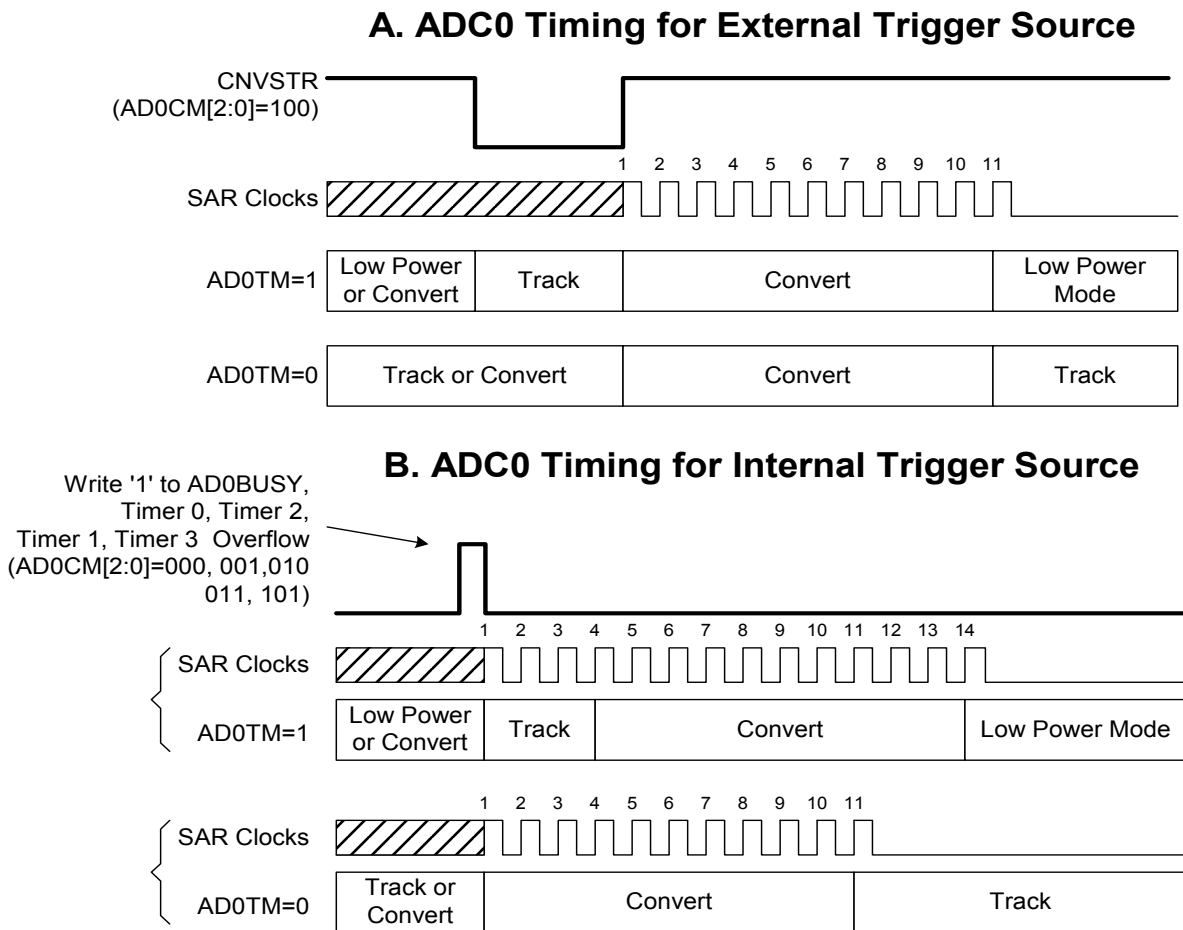 A. ADC0 Timing for External Trigger Source
CNVSTR
(AD0CM[2:0]=100)
1 2 3 4 5 6 7 8 9 10 11
SAR Clocks
AD0TM=1
Low Power
or Convert
Track
Convert
Low Power
Mode
AD0TM=0
Track or Convert
Convert
Track
B. ADC0 Timing for Internal Trigger Source
Write '1' to AD0BUSY,
Timer 0, Timer 2,
Timer 1, Timer 3 Overflow
(AD0CM[2:0]=000, 001,010
011, 101)
1 2 3 4 5 6 7 8 9 10 11 12 13 14
SAR Clocks
AD0TM=1
Low Power
or Convert
Track
Convert
Low Power Mode
1 2 3 4 5 6 7 8 9 10 11
SAR Clocks
AD0TM=0
Track or
Convert
Convert
Track